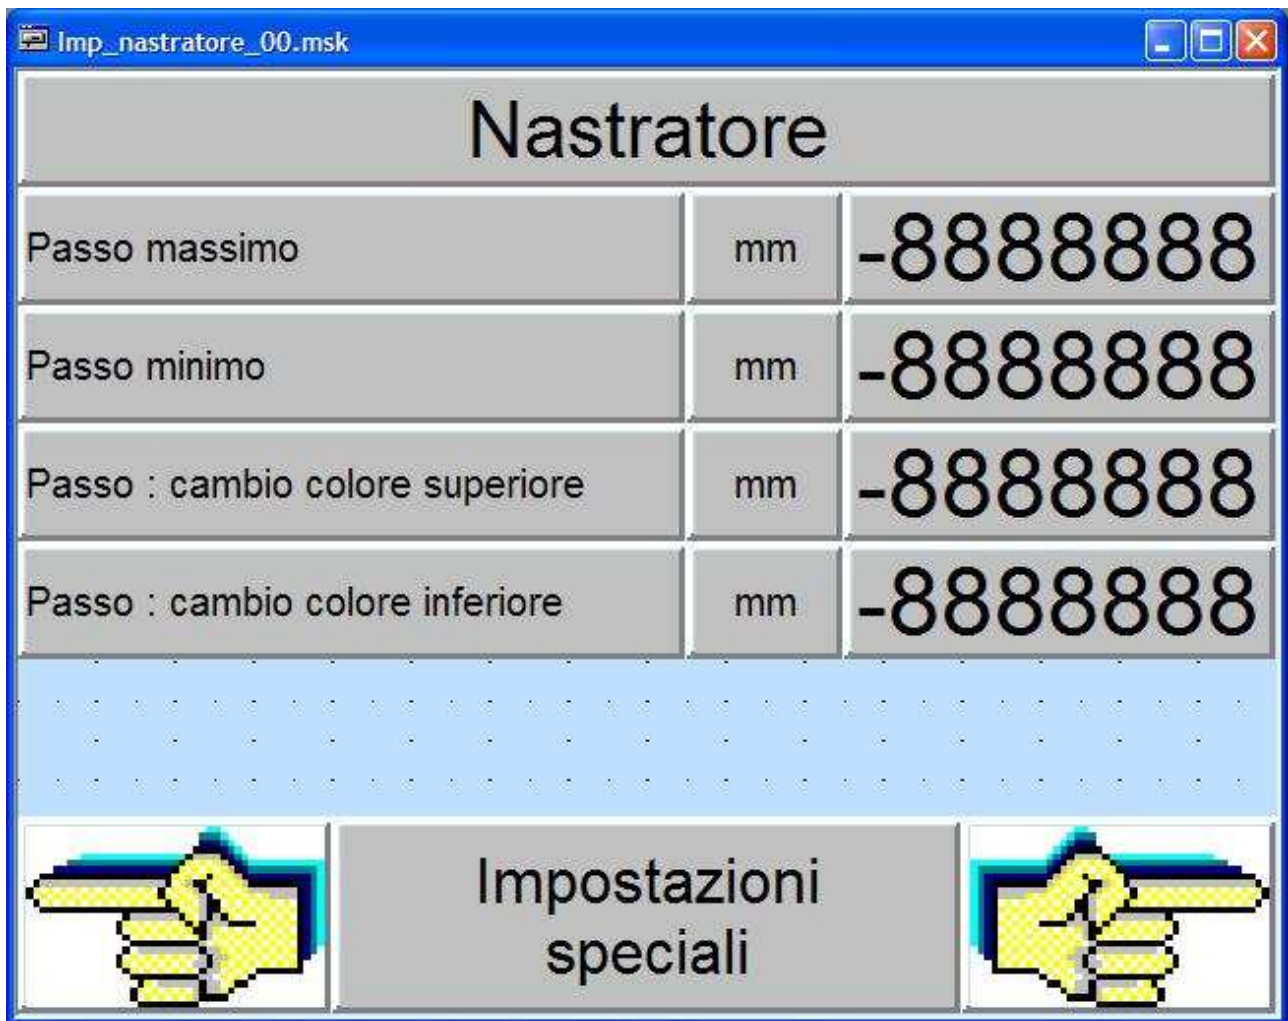 Imp_nastratore_00.msk
Nastratore
Passo massimo mm -8888888
Passo minimo mm -8888888
Passo : cambio colore superiore mm -8888888
Passo : cambio colore inferiore mm -8888888
Impostazioni
speciali